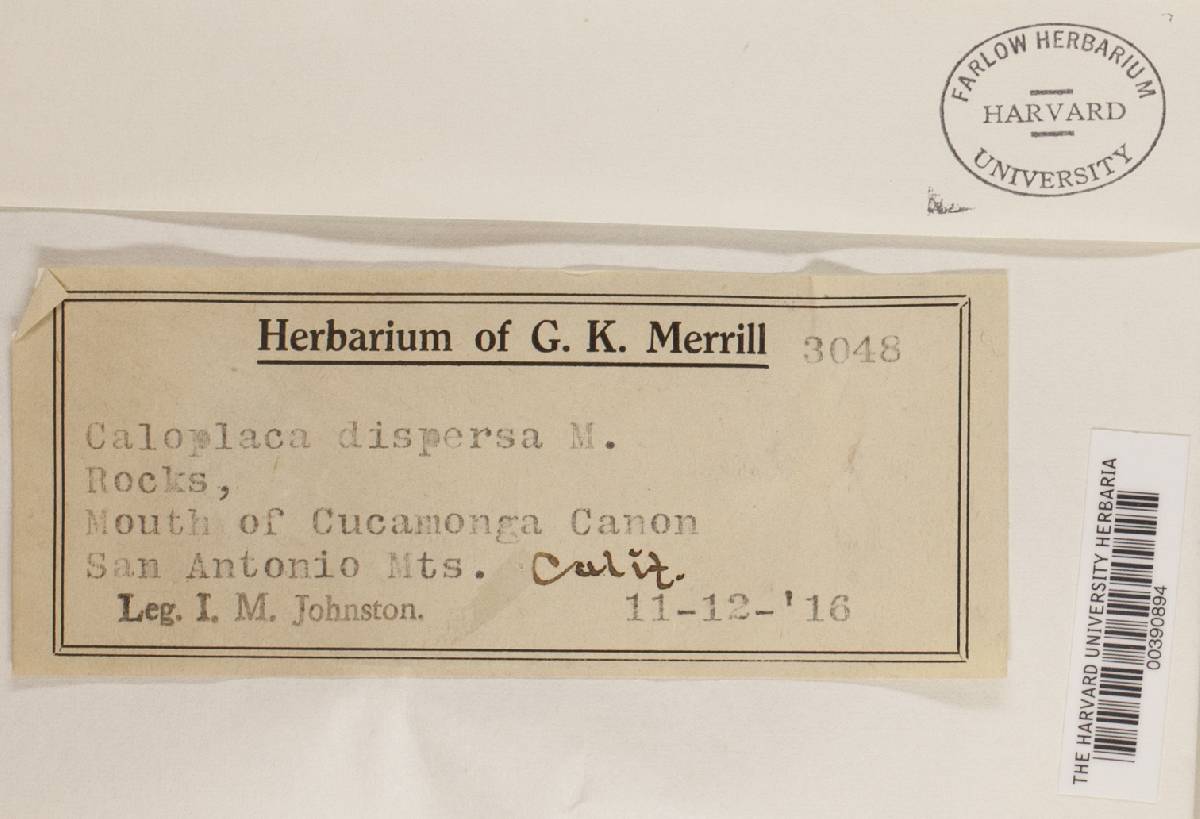 FARLOW HERBARIUM
HARVARD
UNIVERSITY
Herbarium of G. K. Merrill 3048
Caloplaca dispersa M.
Rocks,
Mouth of Cucamonga Canon
San Antonio Mts. Calif.
Leg. I. M. Johnston. 11-12-'16
THE HARVARD UNIVERSITY HERBARIA
00390894